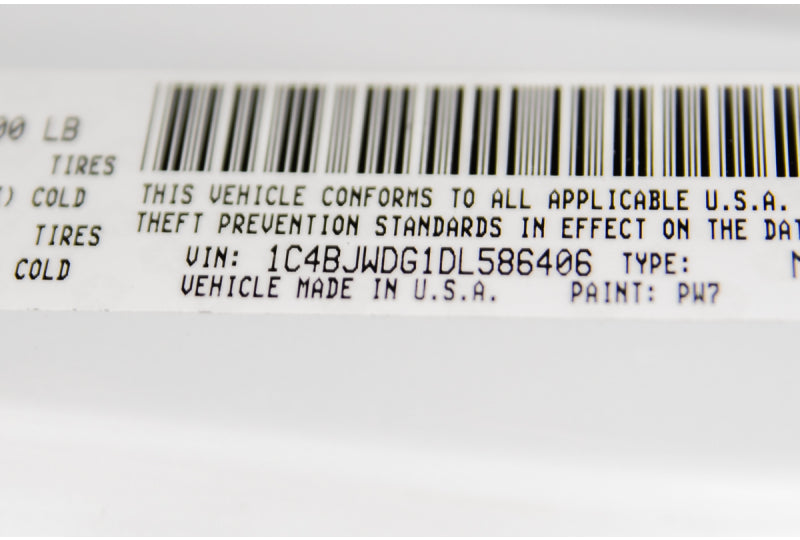 00 LB
TIRES
) COLD
THIS VEHICLE CONFORMS TO ALL APPLICABLE U.S.A.
THEFT PREVENTION STANDARDS IN EFFECT ON THE DAT
TIRES
VIN: 1C4BJWDG1DL586406 TYPE:
COLD
VEHICLE MADE IN U.S.A. PAINT: PW7